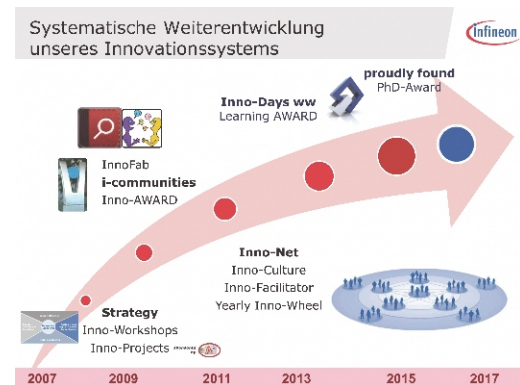 Systematische Weiterentwicklung
unseres Innovationssystems
infineon
proudly found
PhD-Award
Inno-Days ww
Learning AWARD
InnoFab
i-communities
Inno-AWARD
Inno-Net
Inno-Culture
Inno-Facilitator
Yearly Inno-Wheel
Strategy
Inno-Workshops
Inno-Projects
2007 2009 2011 2013 2015 2017